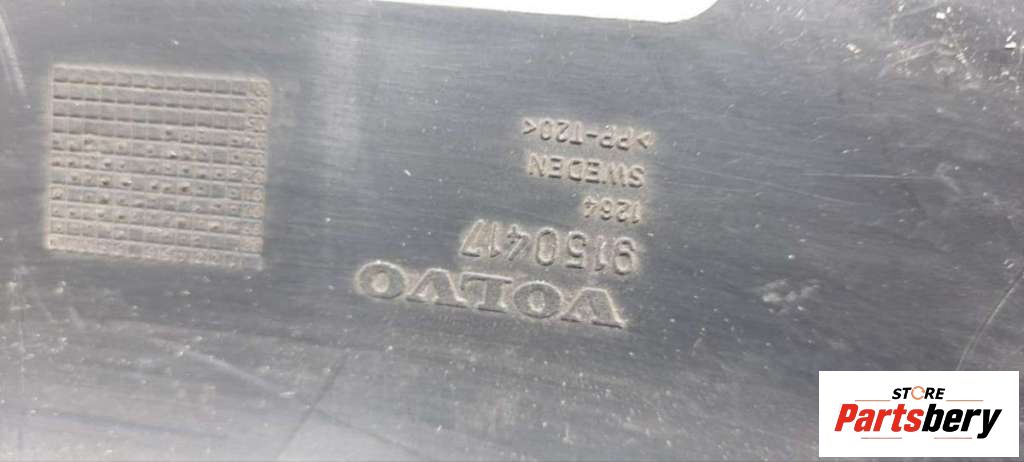 VOLVO
9150417
1264
SWEDEN
>PP-T20<
STORE
Partsbery